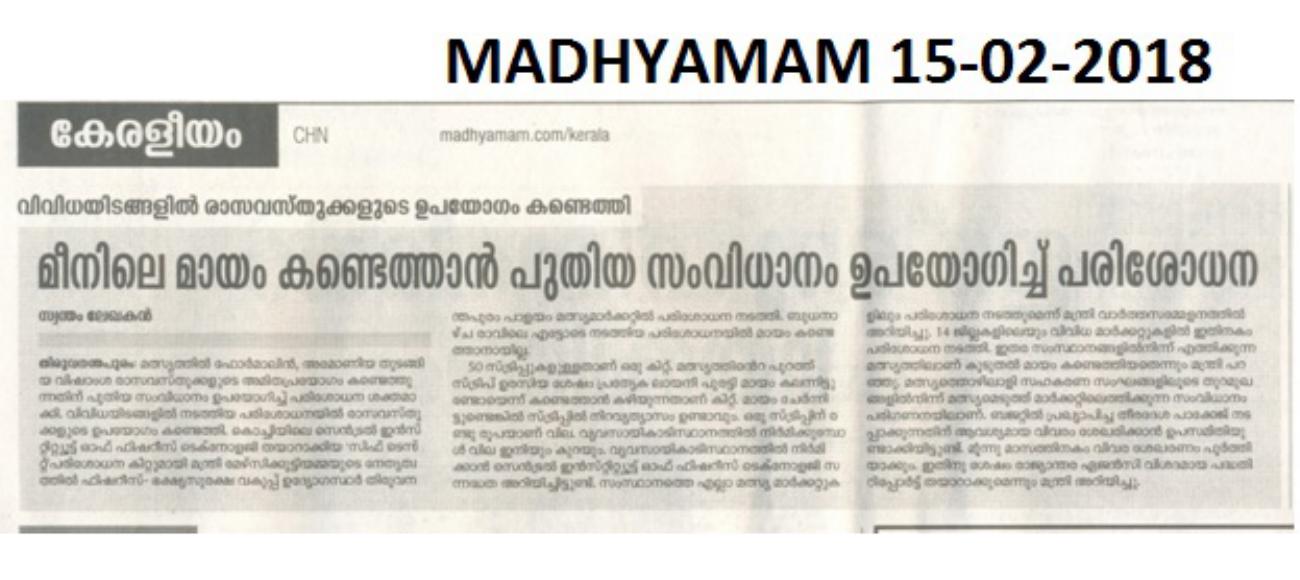 MADHYAMAM 15-02-2018
കേരളീയം
CHN
madhyamam.com/kerala
വിവിധയിടങ്ങളിൽ രാസവസ്തുക്കളുടെ ഉപയോഗം കണ്ടെത്തി
മീനിലെ മായം കണ്ടെത്താൻ പുതിയ സംവിധാനം ഉപയോഗിച്ച് പരിശോധന
സ്വന്തം ലേഖകൻ
തിരുവനന്തപുരം: മത്സ്യത്തിൽ ഫോർമാലിൻ, അമോണിയ തുടങ്ങി
യ വിഷാംശ രാസവസ്തുക്കളുടെ അമിതപ്രയോഗം കണ്ടെത്തു
ന്നതിന് പുതിയ സംവിധാനം ഉപയോഗിച്ച് പരിശോധന ശക്തമാ
ക്കി. വിവിധയിടങ്ങളിൽ നടത്തിയ പരിശോധനയിൽ രാസവസ്തു
ക്കളുടെ ഉപയോഗം കണ്ടെത്തി. കൊച്ചിയിലെ സെൻട്രൽ ഇൻസ്
റ്റിറ്റ്യൂട്ട് ഓഫ് ഫിഷറീസ് ടെക്നോളജി തയാറാക്കിയ 'സിഫ് ടെസ്
റ്റ്' പരിശോധന കിറ്റുമായി മന്ത്രി മേഴ്സിക്കുട്ടിയമ്മയുടെ നേതൃത്വ
ത്തിൽ ഫിഷറീസ്- ഭക്ഷ്യസുരക്ഷ വകുപ്പ് ഉദ്യോഗസ്ഥർ തിരുവന
ന്തപുരം പാളയം മത്സ്യമാർക്കറ്റിൽ പരിശോധന നടത്തി. ബുധനാ
ഴ്ച രാവിലെ എട്ടോടെ നടത്തിയ പരിശോധനയിൽ മായം കണ്ടെ
ത്താനായില്ല.
50 സ്ട്രിപ്പുകളുള്ളതാണ് ഒരു കിറ്റ്. മത്സ്യത്തിന്റെ പുറത്ത്
സ്ട്രിപ് ഉരസിയ ശേഷം പ്രത്യേക ലായനി പുരട്ടി മായം കലന്നിട്ടു
ണ്ടോയെന്ന് കണ്ടെത്താൻ കഴിയുന്നതാണ് കിറ്റ്. മായം ചേർന്നി
ട്ടുണ്ടെങ്കിൽ സ്ട്രിപ്പിൽ നിറവ്യത്യാസം ഉണ്ടാവും. ഒരു സ്ട്രിപ്പിന് ര
ണ്ടു രൂപയാണ് വില. വ്യവസായികാടിസ്ഥാനത്തിൽ നിർമിക്കുമ്പോ
ൾ വില ഇനിയും കുറയും. വ്യവസായികാടിസ്ഥാനത്തിൽ നിർമി
ക്കാൻ സെൻട്രൽ ഇൻസ്റ്റിറ്റ്യൂട്ട് ഓഫ് ഫിഷറീസ് ടെക്നോളജി സ
ന്നദ്ധത അറിയിച്ചിട്ടുണ്ട്. സംസ്ഥാനത്തെ എല്ലാ മത്സ്യ മാർക്കറ്റുക
ളിലും പരിശോധന നടത്തുമെന്ന് മന്ത്രി വാർത്തസമ്മേളനത്തിൽ
അറിയിച്ചു. 14 ജില്ലകളിലെയും വിവിധ മാർക്കറ്റുകളിൽ ഇതിനകം
പരിശോധന നടത്തി. ഇതര സംസ്ഥാനങ്ങളിൽനിന്ന് എത്തിക്കുന്ന
മത്സ്യത്തിലാണ് കൂടുതൽ മായം കണ്ടെത്തിയതെന്നും മന്ത്രി പറ
ഞ്ഞു. മത്സ്യത്തൊഴിലാളി സഹകരണ സംഘങ്ങളിലൂടെ തുറമുഖ
ങ്ങളിൽനിന്ന് മത്സ്യമെടുത്ത് മാർക്കറ്റിലെത്തിക്കുന്ന സംവിധാനം
പരിഗണനയിലാണ്. ബജറ്റിൽ പ്രഖ്യാപിച്ച തീരദേശ പാക്കേജ് നട
പ്പാക്കുന്നതിന് ആവശ്യമായ വിവരം ശേഖരിക്കാൻ ഉപസമിതിയു
ണ്ടാക്കിയിട്ടുണ്ട്. മൂന്നു മാസത്തിനകം വിവര ശേഖരണം പൂർത്തി
യാക്കും. ഇതിനു ശേഷം രാജ്യാന്തര ഏജൻസി വിശദമായ പദ്ധതി
റിപ്പോർട്ട് തയാറാക്കുമെന്നും മന്ത്രി അറിയിച്ചു.